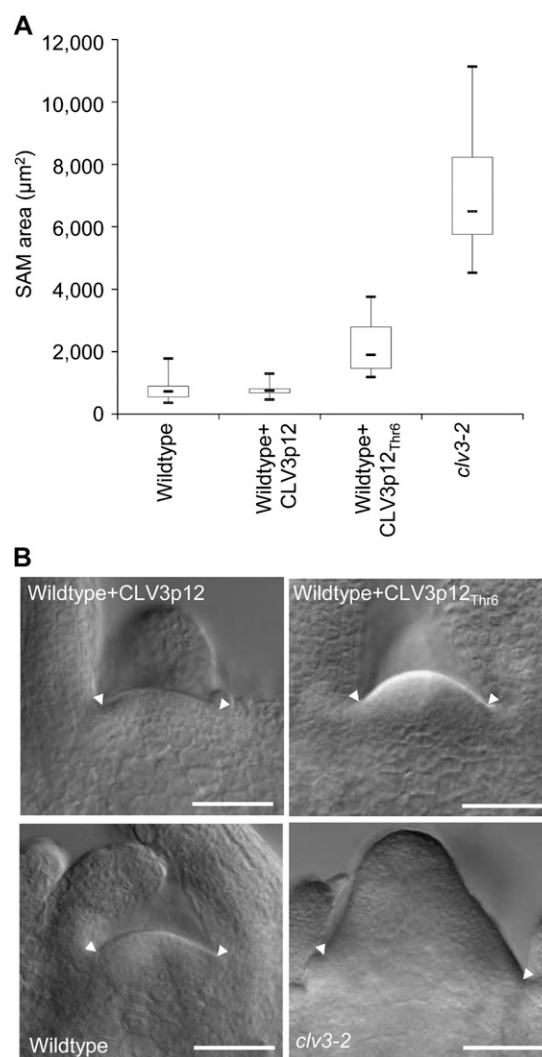 A
12,000
10,000
8,000
6,000
4,000
2,000
0
SAM area (µm²)
Wildtype
Wildtype+
CLV3p12
Wildtype+
CLV3p12Thr6
clv3-2
B
Wildtype+CLV3p12
Wildtype+CLV3p12Thr6
Wildtype
clv3-2